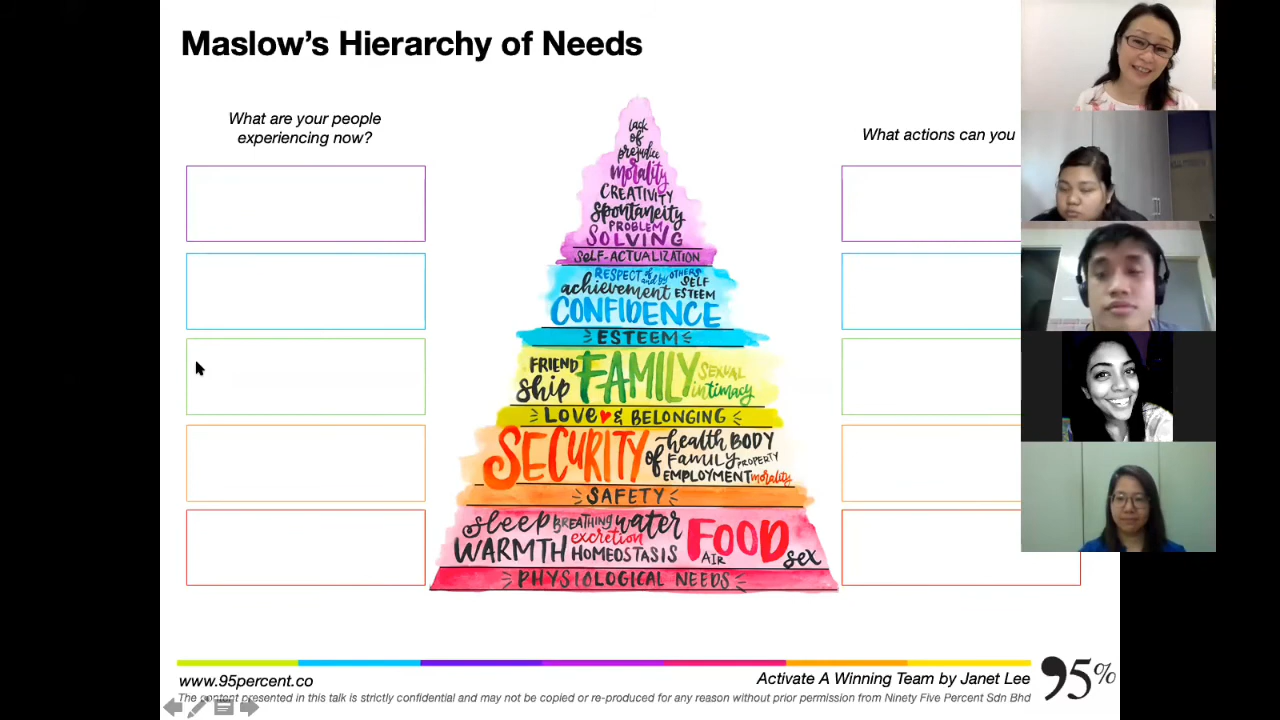 Maslow's Hierarchy of Needs
What are your people
experiencing now?
What actions can you
lack
of
prejudice
morality
CREATIVITY
spontaneity
PROBLEM
SOLVING
SELF-ACTUALIZATION
RESPECT of and by OTHERS
achievement SELF ESTEEM
CONFIDENCE
ESTEEM
FRIEND ship FAMILY SEXUAL intimacy
LOVE & BELONGING
SECURITY of health BODY
FAMILY PROPERTY
EMPLOYMENT morality
SAFETY
sleep BREATHING water FOOD
excretion
WARMTH HOMEOSTASIS AIR sex
PHYSIOLOGICAL NEEDS
www.95percent.co
Activate A Winning Team by Janet Lee
95%
The content presented in this talk is strictly confidential and may not be copied or re-produced for any reason without prior permission from Ninety Five Percent Sdn Bhd